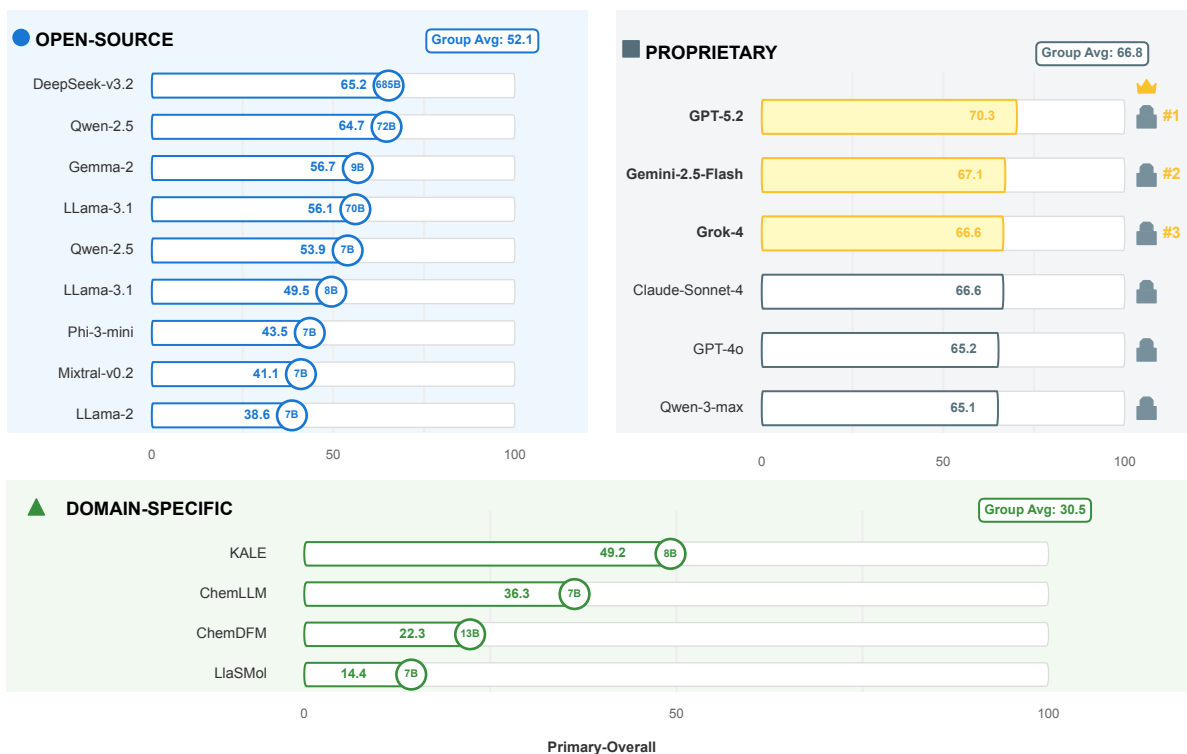 OPEN-SOURCE
Group Avg: 52.1
DeepSeek-v3.2 65.2 685B
Qwen-2.5 64.7 72B
Gemma-2 56.7 9B
LLama-3.1 56.1 70B
Qwen-2.5 53.9 7B
LLama-3.1 49.5 8B
Phi-3-mini 43.5 7B
Mixtral-v0.2 41.1 7B
LLama-2 38.6 7B
0 50 100
PROPRIETARY
Group Avg: 66.8
GPT-5.2 70.3 #1
Gemini-2.5-Flash 67.1 #2
Grok-4 66.6 #3
Claude-Sonnet-4 66.6
GPT-4o 65.2
Qwen-3-max 65.1
0 50 100
DOMAIN-SPECIFIC
Group Avg: 30.5
KALE 49.2 8B
ChemLLM 36.3 7B
ChemDFM 22.3 13B
LlaSMol 14.4 7B
0 50 100
Primary-Overall